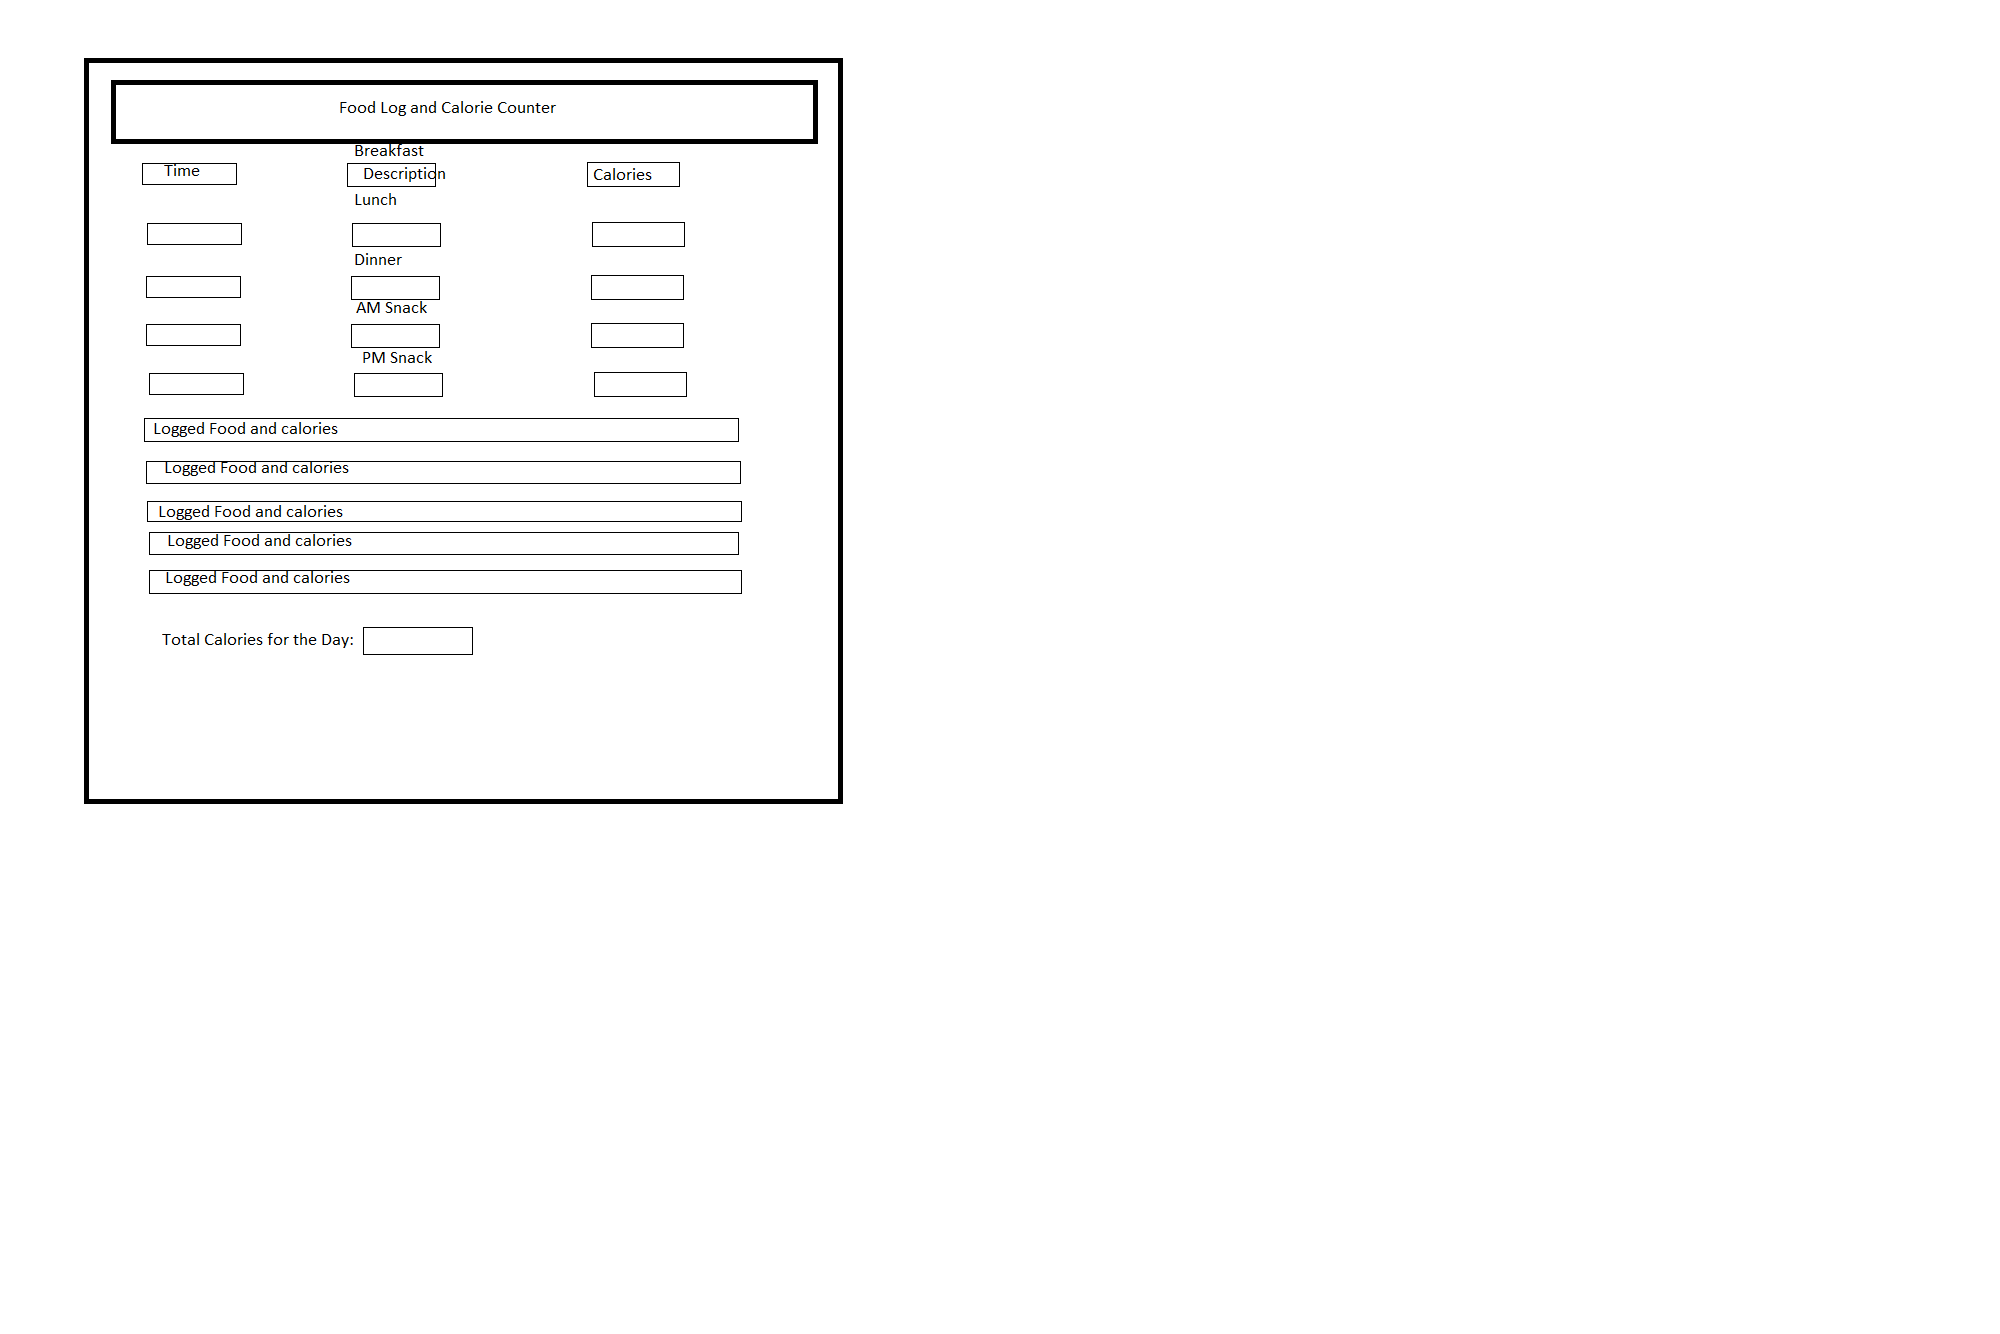 Food Log and Calorie Counter
Breakfast
Time Description Calories
Lunch
Dinner
AM Snack
PM Snack
Logged Food and calories
Logged Food and calories
Logged Food and calories
Logged Food and calories
Logged Food and calories
Total Calories for the Day: